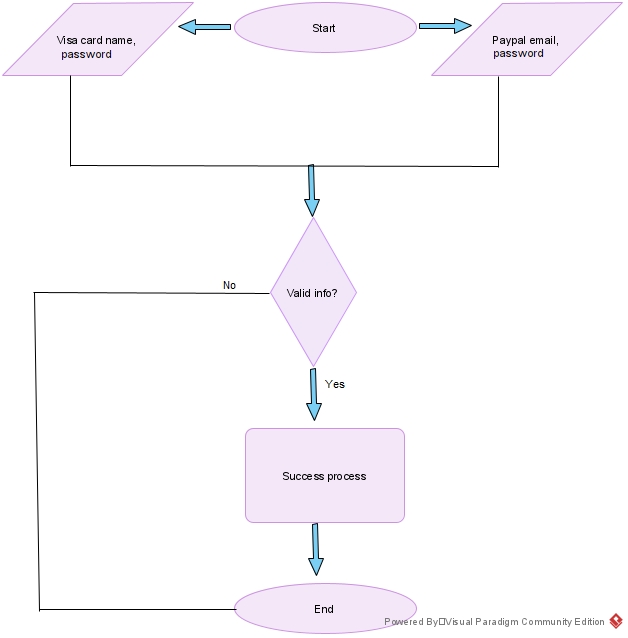 Start
Visa card name,
password
Paypal email,
password
Valid info?
No
Yes
Success process
End
Powered By Visual Paradigm Community Edition